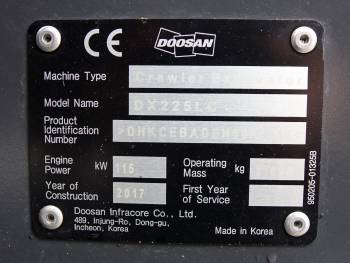 CE DOOSAN
Machine Type Crawler Excavator
Model Name DX225LC
Product Identification Number
Engine Power kW 115 Operating Mass kg
Year of Construction 2017 First Year of Service
Doosan Infracore Co., Ltd.
489, Injung-Ro, Dong-gu,
Incheon, Korea
Made in Korea
950205-01325B